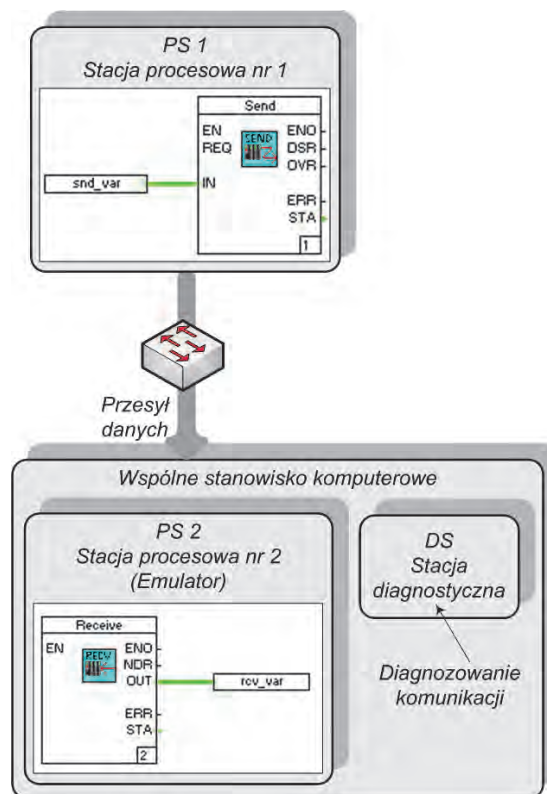 PS 1
Stacja procesowa nr 1
Send
EN
ENO
REQ
SEND
DSR
OVR
snd_var
IN
ERR
STA
1
Przesył
danych
Wspólne stanowisko komputerowe
PS 2
Stacja procesowa nr 2
(Emulator)
DS
Stacja
diagnostyczna
Receive
EN
ENO
RECV
NDR
OUT
rcv_var
ERR
STA
2
Diagnozowanie
komunikacji